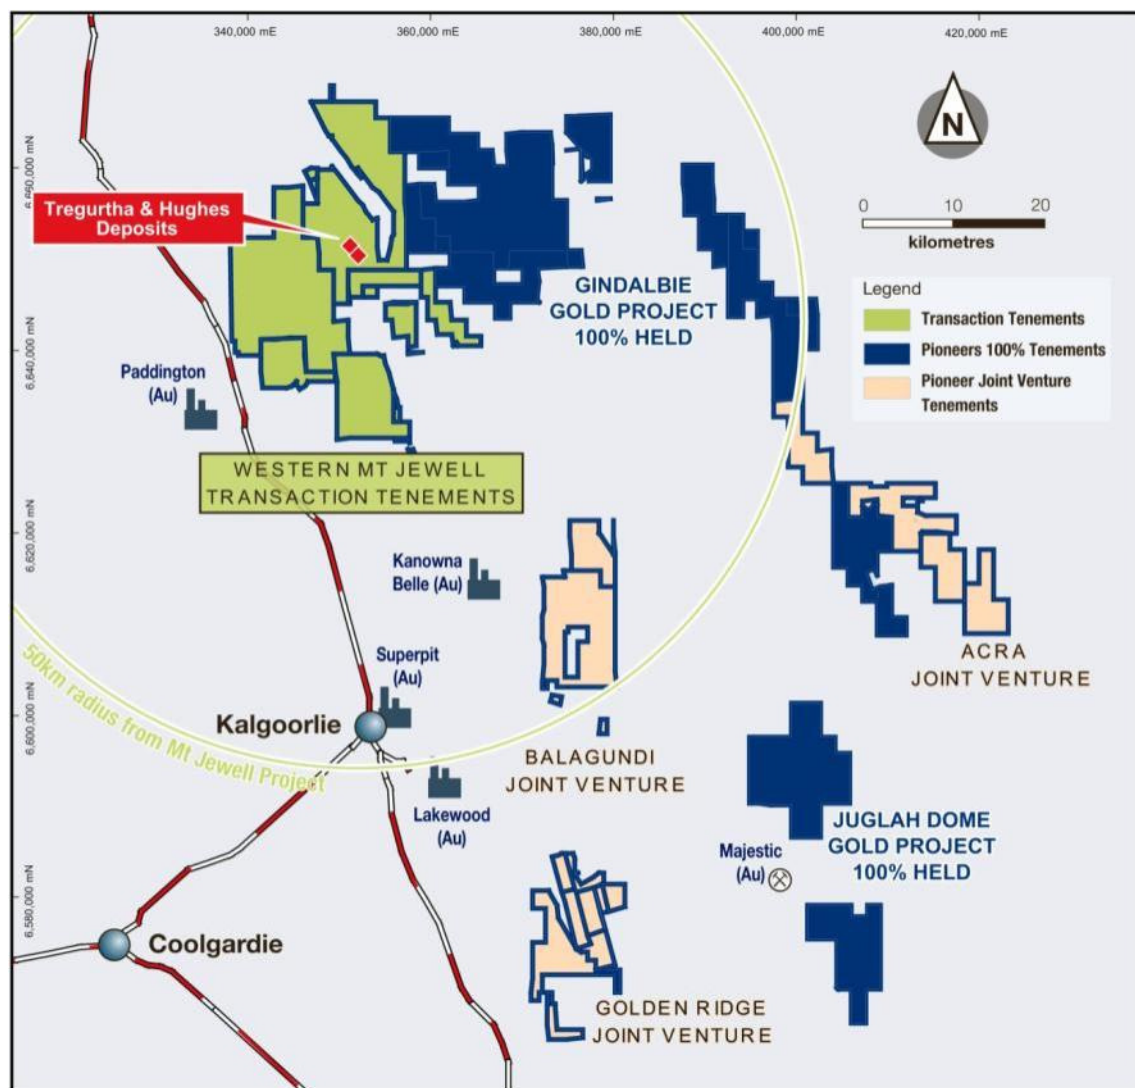 340,000 mE
360,000 mE
380,000 mE
400,000 mE
420,000 mE
6,860,000 mN
6,640,000 mN
6,620,000 mN
6,600,000 mN
6,580,000 mN
N
0 10 20
kilometres
Tregurtha & Hughes
Deposits
GINDALBIE
GOLD PROJECT
100% HELD
Legend
Transaction Tenements
Pioneers 100% Tenements
Pioneer Joint Venture
Tenements
Paddington
(Au)
WESTERN MT JEWELL
TRANSACTION TENEMENTS
Kanowna
Belle (Au)
Superpit
(Au)
ACRA
JOINT VENTURE
Kalgoorlie
50km radius from Mt Jewell Project
BALAGUNDI
JOINT VENTURE
Lakewood
(Au)
JUGLAH DOME
GOLD PROJECT
100% HELD
Majestic
(Au)
Coolgardie
GOLDEN RIDGE
JOINT VENTURE